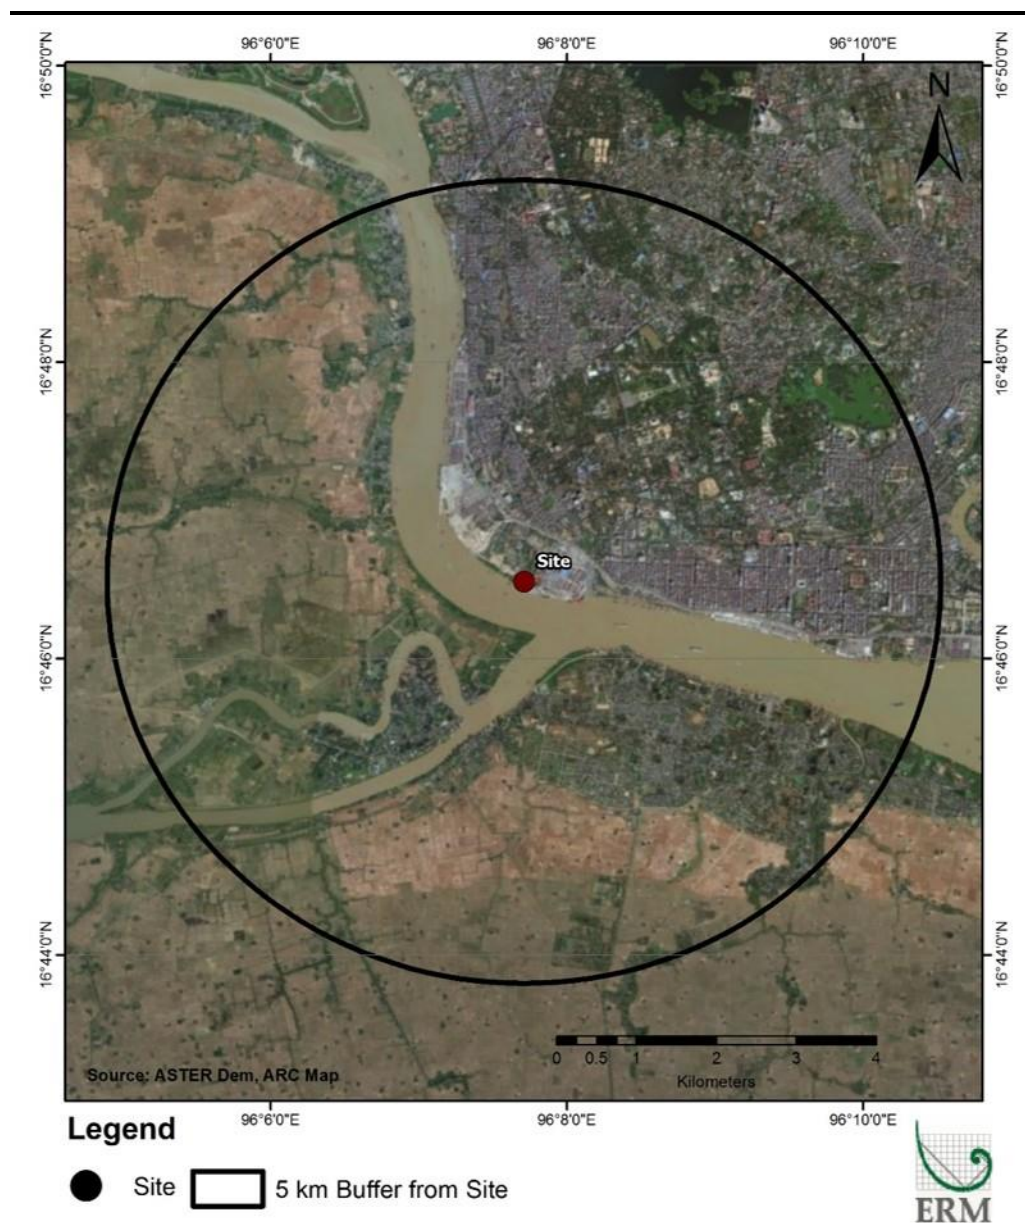 96°6'0"E 96°8'0"E 96°10'0"E
16°50'0"N 16°50'0"N
N
16°48'0"N 16°48'0"N
Site
16°46'0"N 16°46'0"N
16°44'0"N 16°44'0"N
0 0.5 1 2 3 4
Kilometers
Source: ASTER Dem, ARC Map
96°6'0"E 96°8'0"E 96°10'0"E
Legend
Site 5 km Buffer from Site
ERM